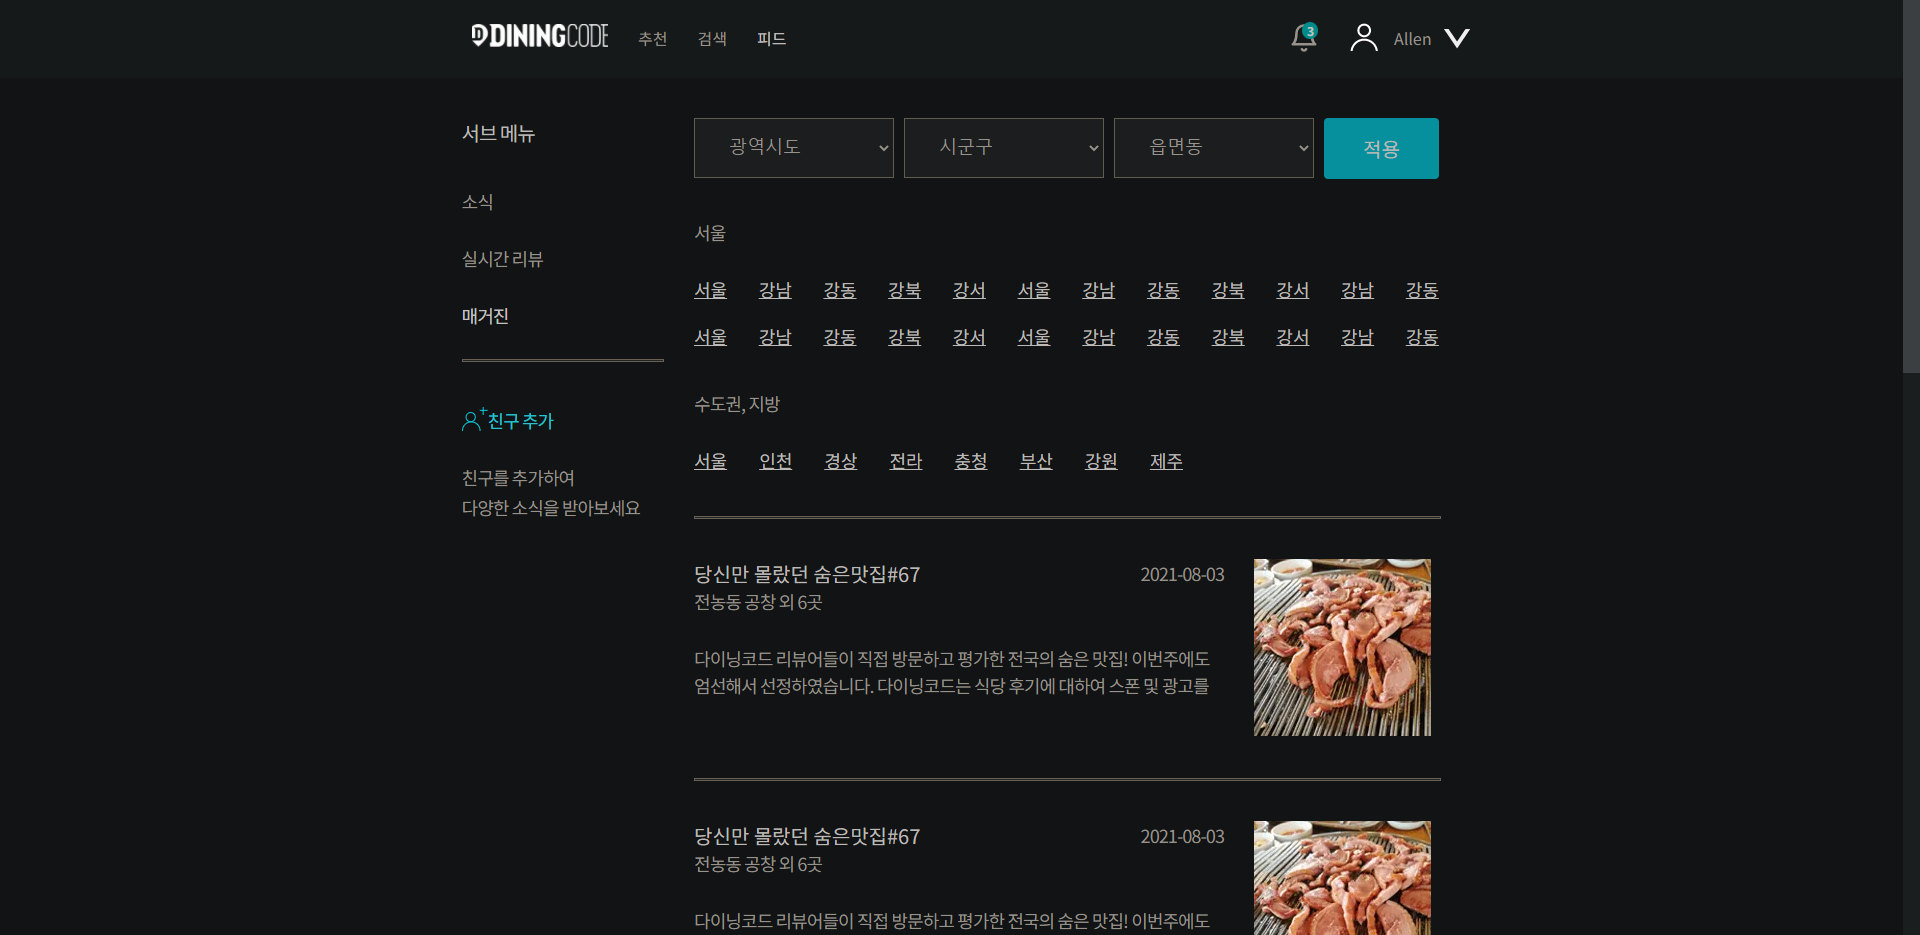 DININGCODE 추천 검색 피드 3 Allen
서브 메뉴
소식
실시간 리뷰
매거진
친구 추가
친구를 추가하여
다양한 소식을 받아보세요
광역시도 시군구 읍면동 적용
서울
서울 강남 강동 강북 강서 서울 강남 강동 강북 강서 강남 강동
서울 강남 강동 강북 강서 서울 강남 강동 강북 강서 강남 강동
수도권, 지방
서울 인천 경상 전라 충청 부산 강원 제주
당신만 몰랐던 숨은맛집#67 2021-08-03
전농동 공창 외 6곳
다이닝코드 리뷰어들이 직접 방문하고 평가한 전국의 숨은 맛집! 이번주에도
엄선해서 선정하였습니다. 다이닝코드는 식당 후기에 대하여 스폰 및 광고를
당신만 몰랐던 숨은맛집#67 2021-08-03
전농동 공창 외 6곳
다이닝코드 리뷰어들이 직접 방문하고 평가한 전국의 숨은 맛집! 이번주에도